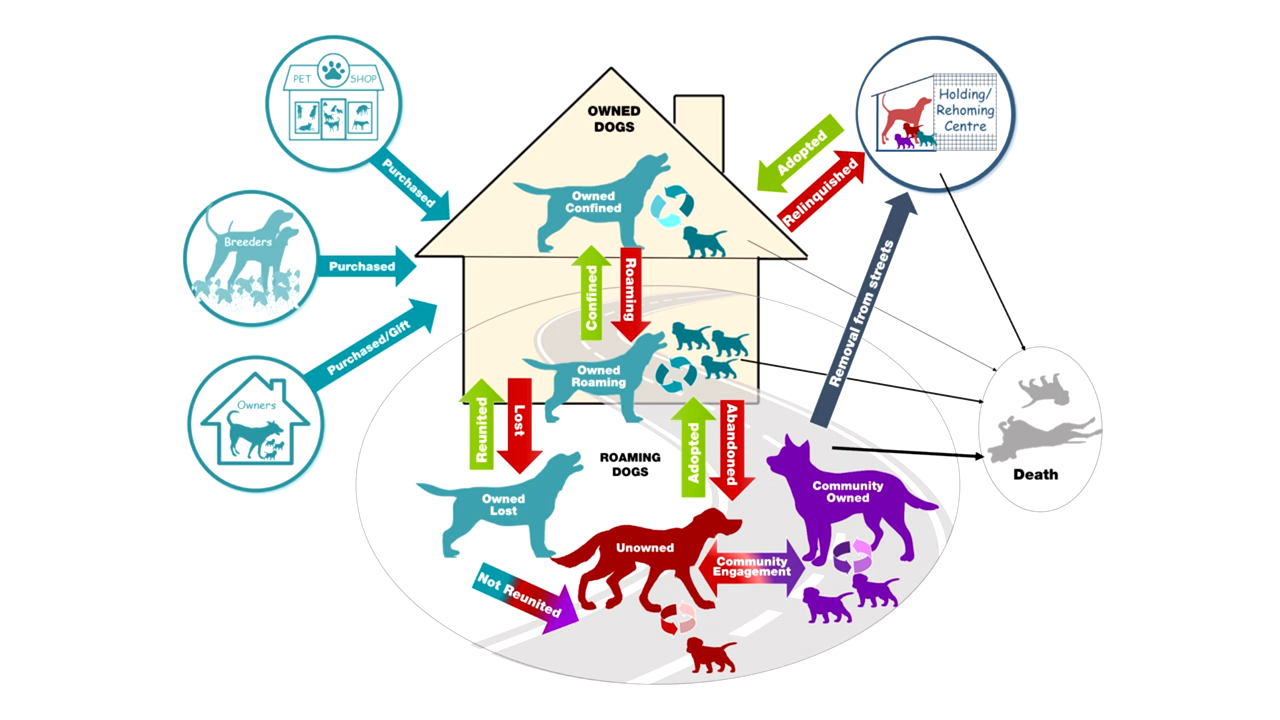 PET SHOP
Purchased
Breeders
Purchased
Owners
Purchased/Gift
OWNED
DOGS
Owned
Confined
Confined
Roaming
Owned
Roaming
Adopted
Relinquished
Holding/
Rehoming
Centre
Removal from streets
Reunited
Lost
ROAMING
DOGS
Adopted
Abandoned
Owned
Lost
Not Reunited
Unowned
Community
Engagement
Community
Owned
Death